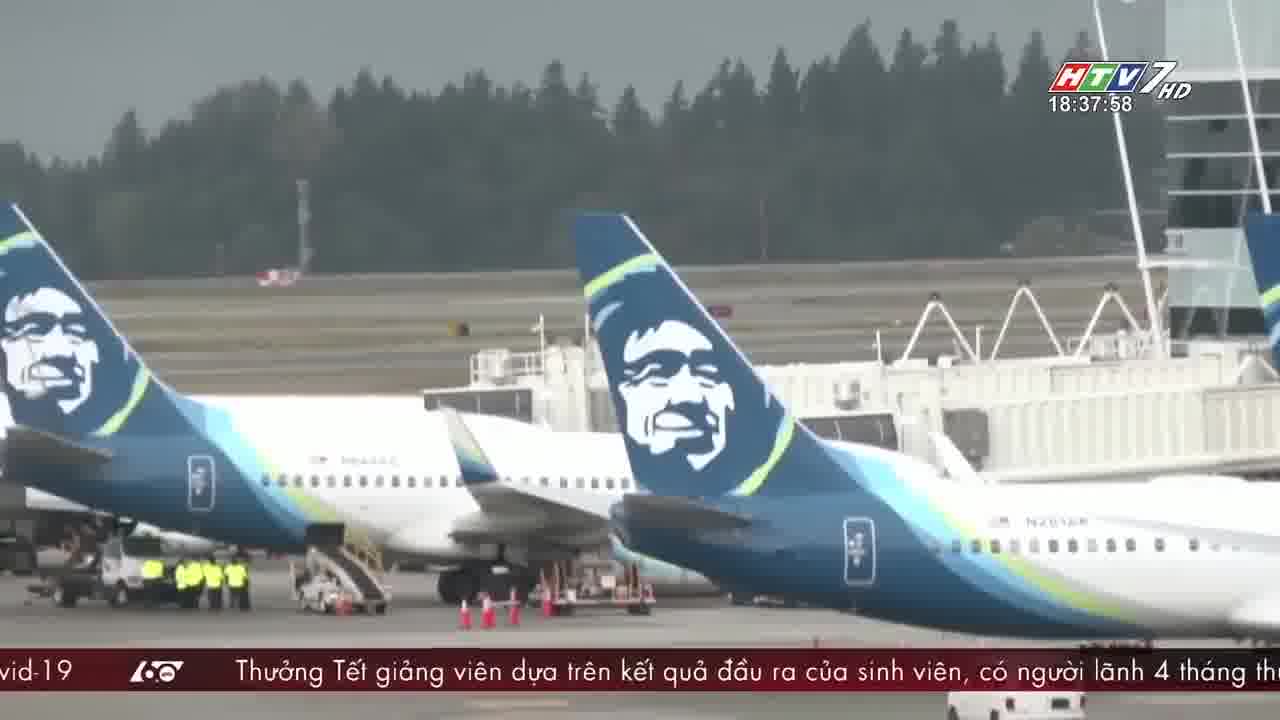 HTV7 HD
18:37:58
vid-19 60 Thưởng Tết giảng viên dựa trên kết quả đầu ra của sinh viên, có người lãnh 4 tháng